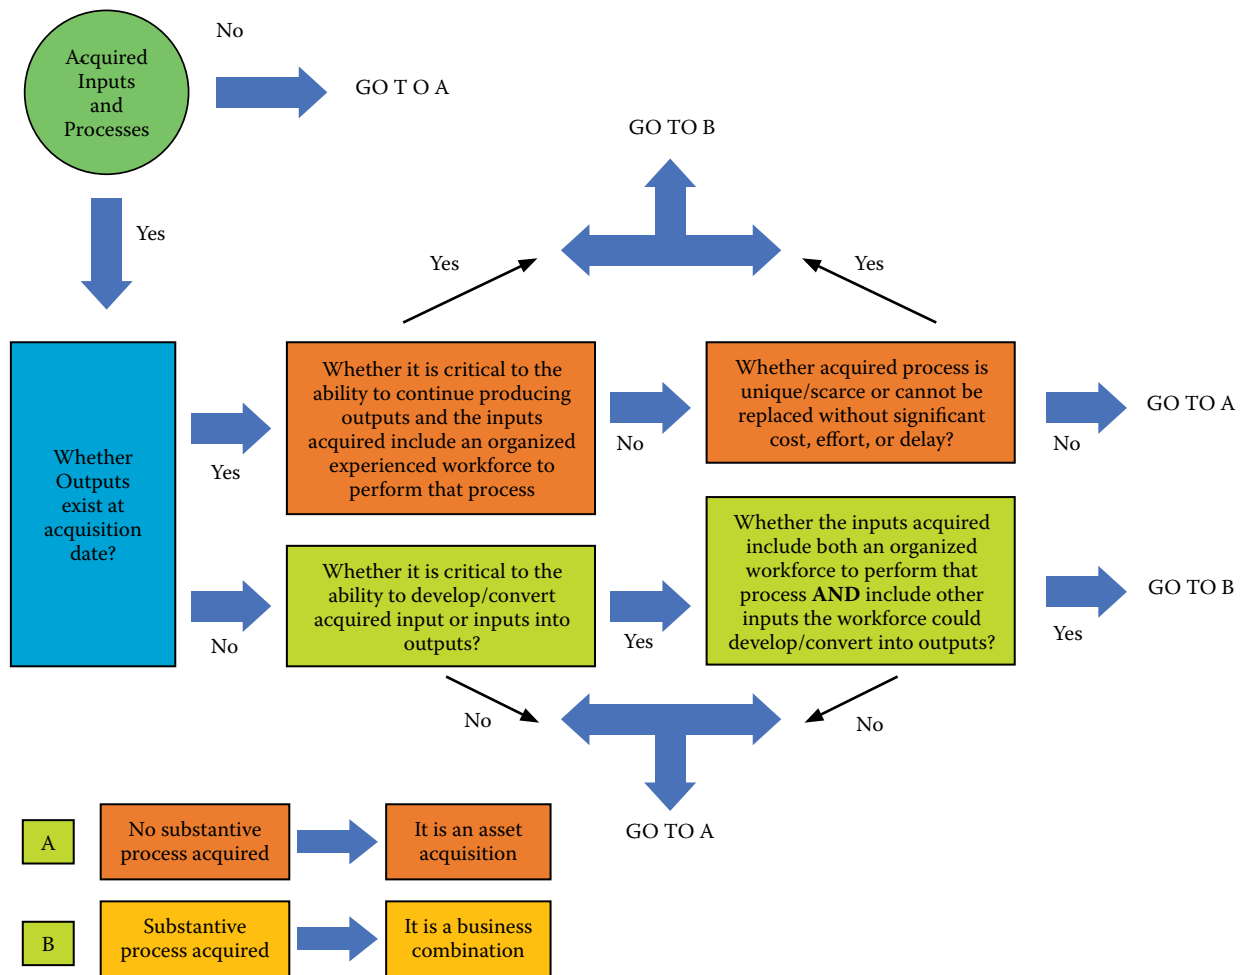 No
Acquired
Inputs
and
Processes
GO T O A
GO TO B
Yes
Yes
Yes
Whether
Outputs
exist at
acquisition
date?
Yes
No
Whether it is critical to the
ability to continue producing
outputs and the inputs
acquired include an organized
experienced workforce to
perform that process
No
Whether acquired process is
unique/scarce or cannot be
replaced without significant
cost, effort, or delay?
No
GO TO A
Whether it is critical to the
ability to develop/convert
acquired input or inputs into
outputs?
Yes
Whether the inputs acquired
include both an organized
workforce to perform that
process AND include other
inputs the workforce could
develop/convert into outputs?
Yes
GO TO B
No
No
GO TO A
A
No substantive
process acquired
It is an asset
acquisition
B
Substantive
process acquired
It is a business
combination